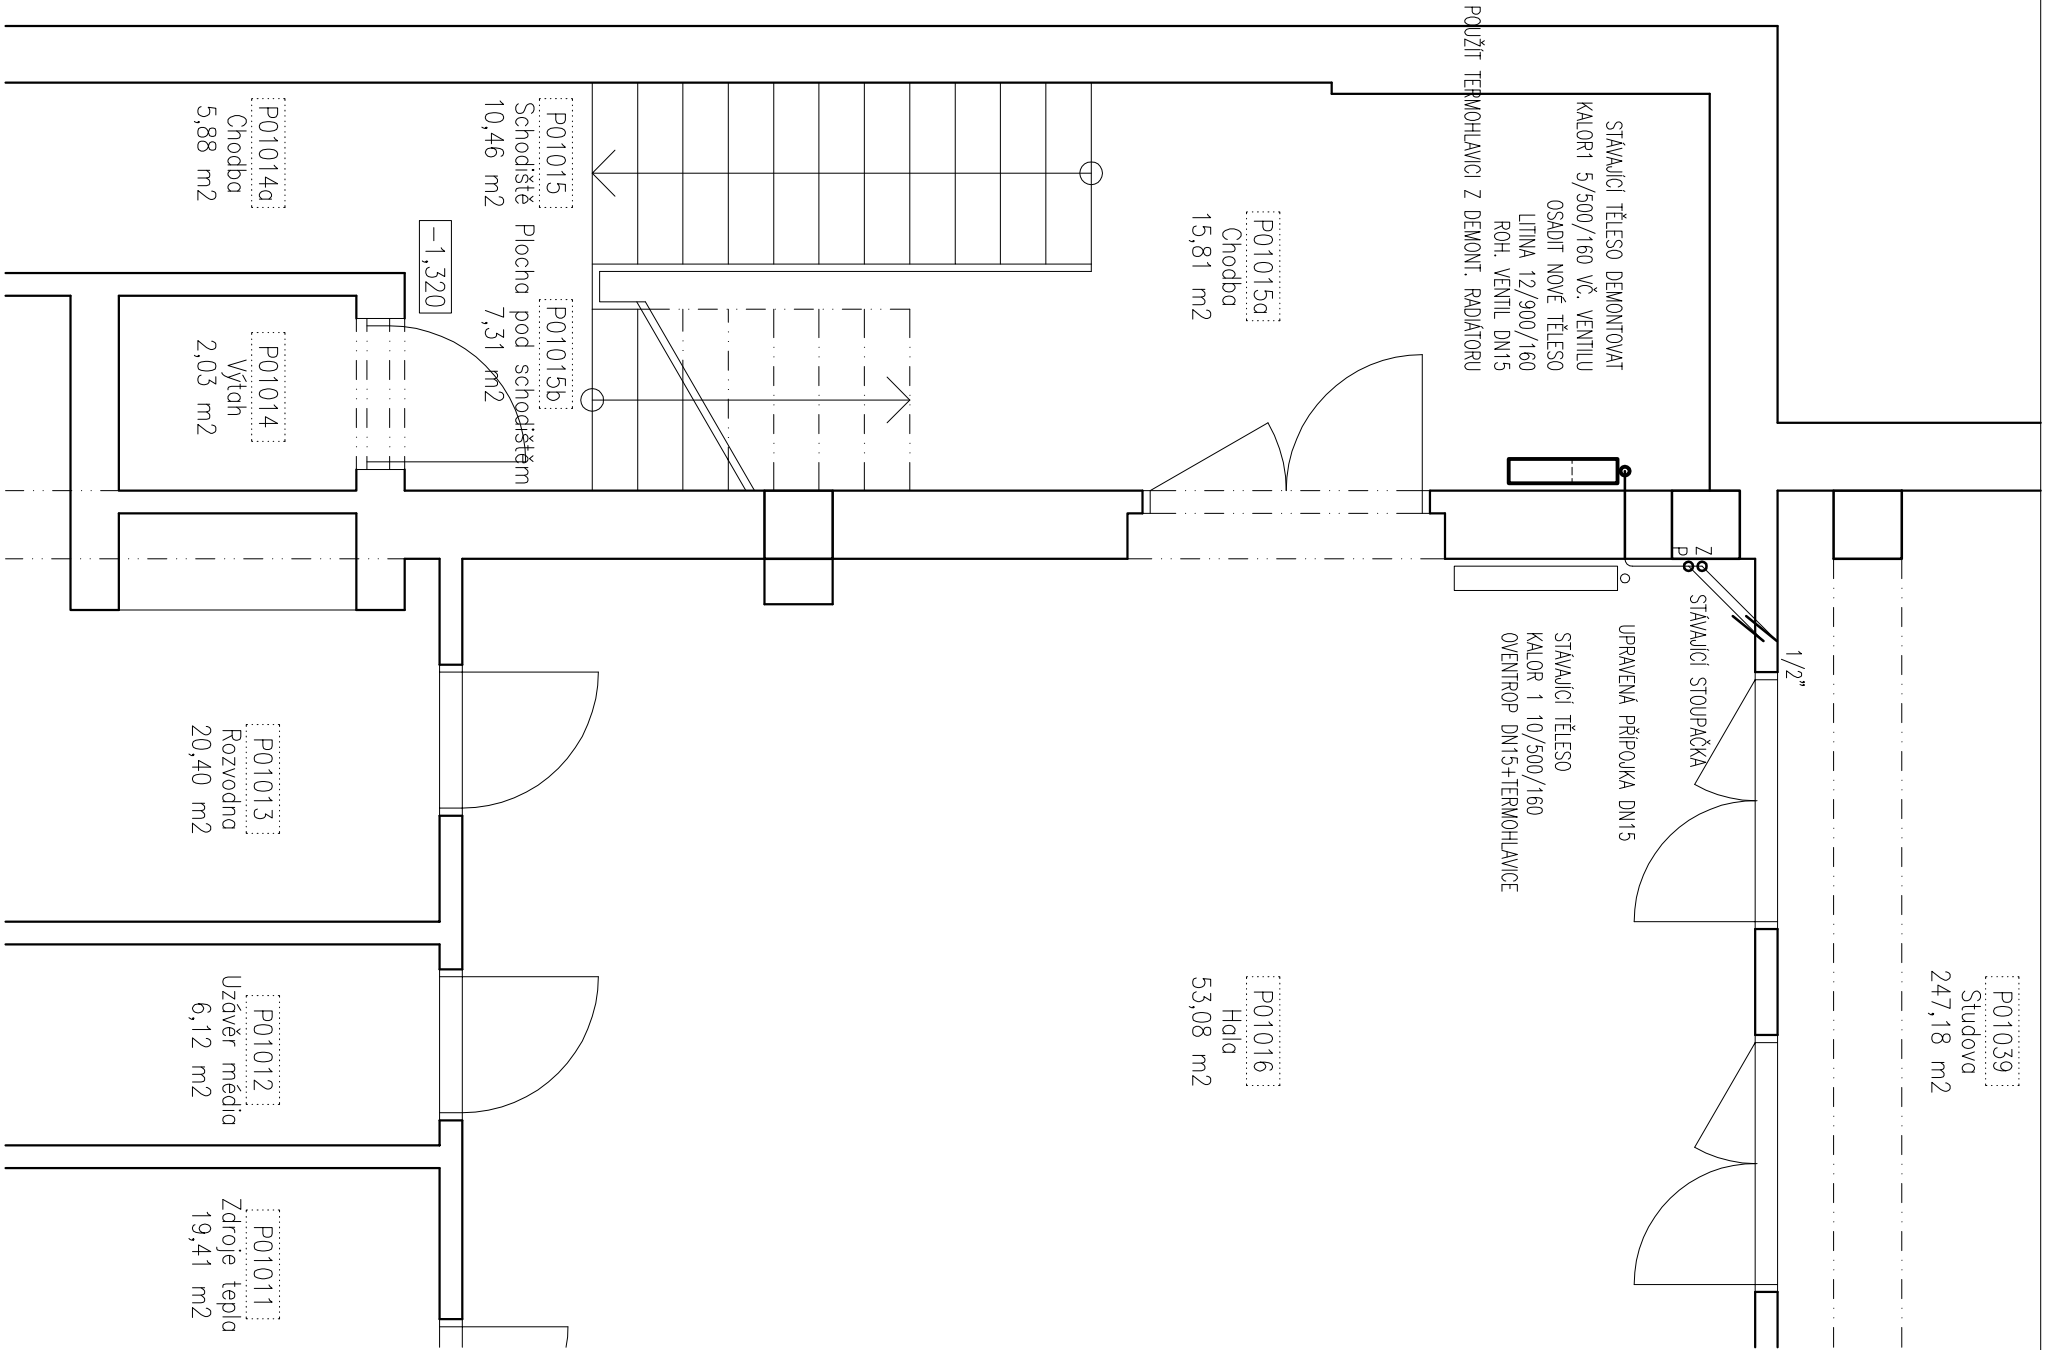 STÁVAJÍCÍ TĚLESO DEMONTOVAT
KALOR1 5/500/160 VČ. VENTILU
OSADIT NOVÉ TĚLESO
LITINA 12/900/160
ROH. VENTIL DN15
POUŽÍT TERMOHLAVICI Z DEMONT. RADIÁTORU
P01015a
Chodba
15,81 m2
P01015
Schodiště
10,46 m2
P01015b
Plocha pod schodištěm
7,31 m2
-1,320
P01014a
Chodba
5,88 m2
P01014
Výtah
2,03 m2
Z
P
1/2"
STÁVAJÍCÍ STOUPAČKA
UPRAVENÁ PŘÍPOJKA DN15
STÁVAJÍCÍ TĚLESO
KALOR 1 10/500/160
OVENTROP DN15+TERMOHLAVICE
P01039
Studova
247,18 m2
P01016
Hala
53,08 m2
P01013
Rozvodna
20,40 m2
P01012
Uzávěr média
6,12 m2
P01011
Zdroje tepla
19,41 m2